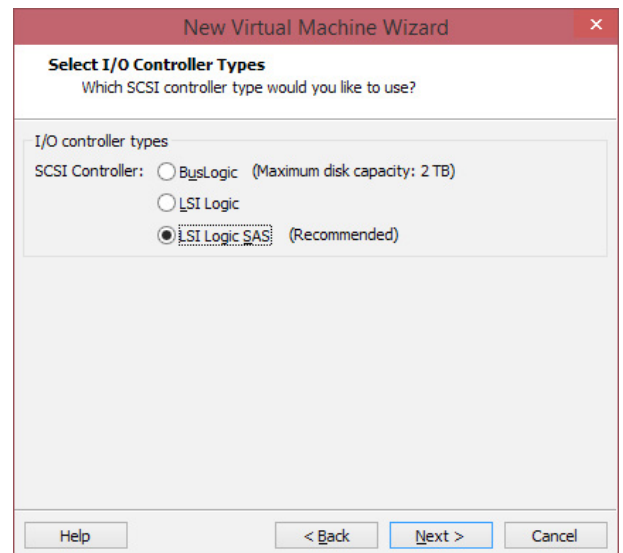 New Virtual Machine Wizard
Select I/O Controller Types
Which SCSI controller type would you like to use?
I/O controller types
SCSI Controller: BusLogic (Maximum disk capacity: 2 TB)
LSI Logic
LSI Logic SAS (Recommended)
Help < Back Next > Cancel